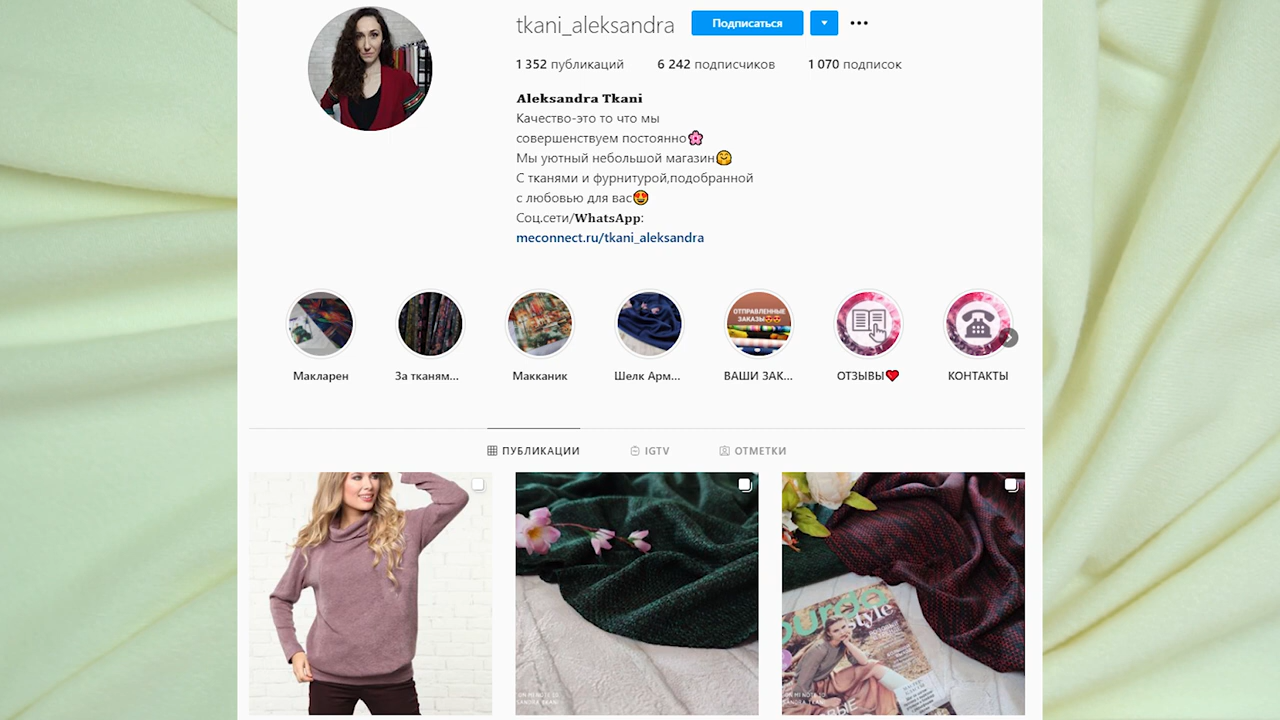 tkani_aleksandra
Подписаться
1 352 публикаций 6 242 подписчиков 1 070 подписок
Aleksandra Tkani
Качество-это то что мы
совершенствуем постоянно🌸
Мы уютный небольшой магазин🤗
С тканями и фурнитурой,подобранной
с любовью для вас😍
Соц.сети/WhatsApp:
meconnect.ru/tkani_aleksandra
ОТПРАВЛЕННЫЕ
ЗАКАЗЫ😍😍
Макларен За тканям... Макканик Шелк Арм... ВАШИ ЗАК... ОТЗЫВЫ❤ КОНТАКТЫ
ПУБЛИКАЦИИ IGTV ОТМЕТКИ
burda
style